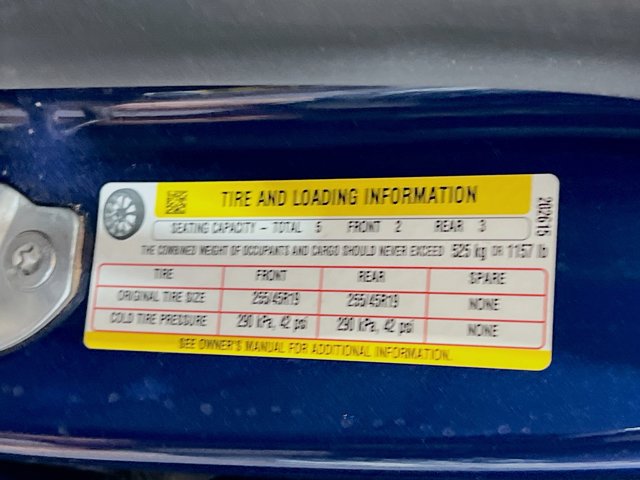 TIRE AND LOADING INFORMATION
SEATING CAPACITY – TOTAL 5 FRONT 2 REAR 3
THE COMBINED WEIGHT OF OCCUPANTS AND CARGO SHOULD NEVER EXCEED 525 kg OR 1157 lb
TIRE FRONT REAR SPARE
ORIGINAL TIRE SIZE 255/45R19 255/45R19 NONE
COLD TIRE PRESSURE 290 kPa, 42 psi 290 kPa, 42 psi NONE
SEE OWNER'S MANUAL FOR ADDITIONAL INFORMATION.
202615